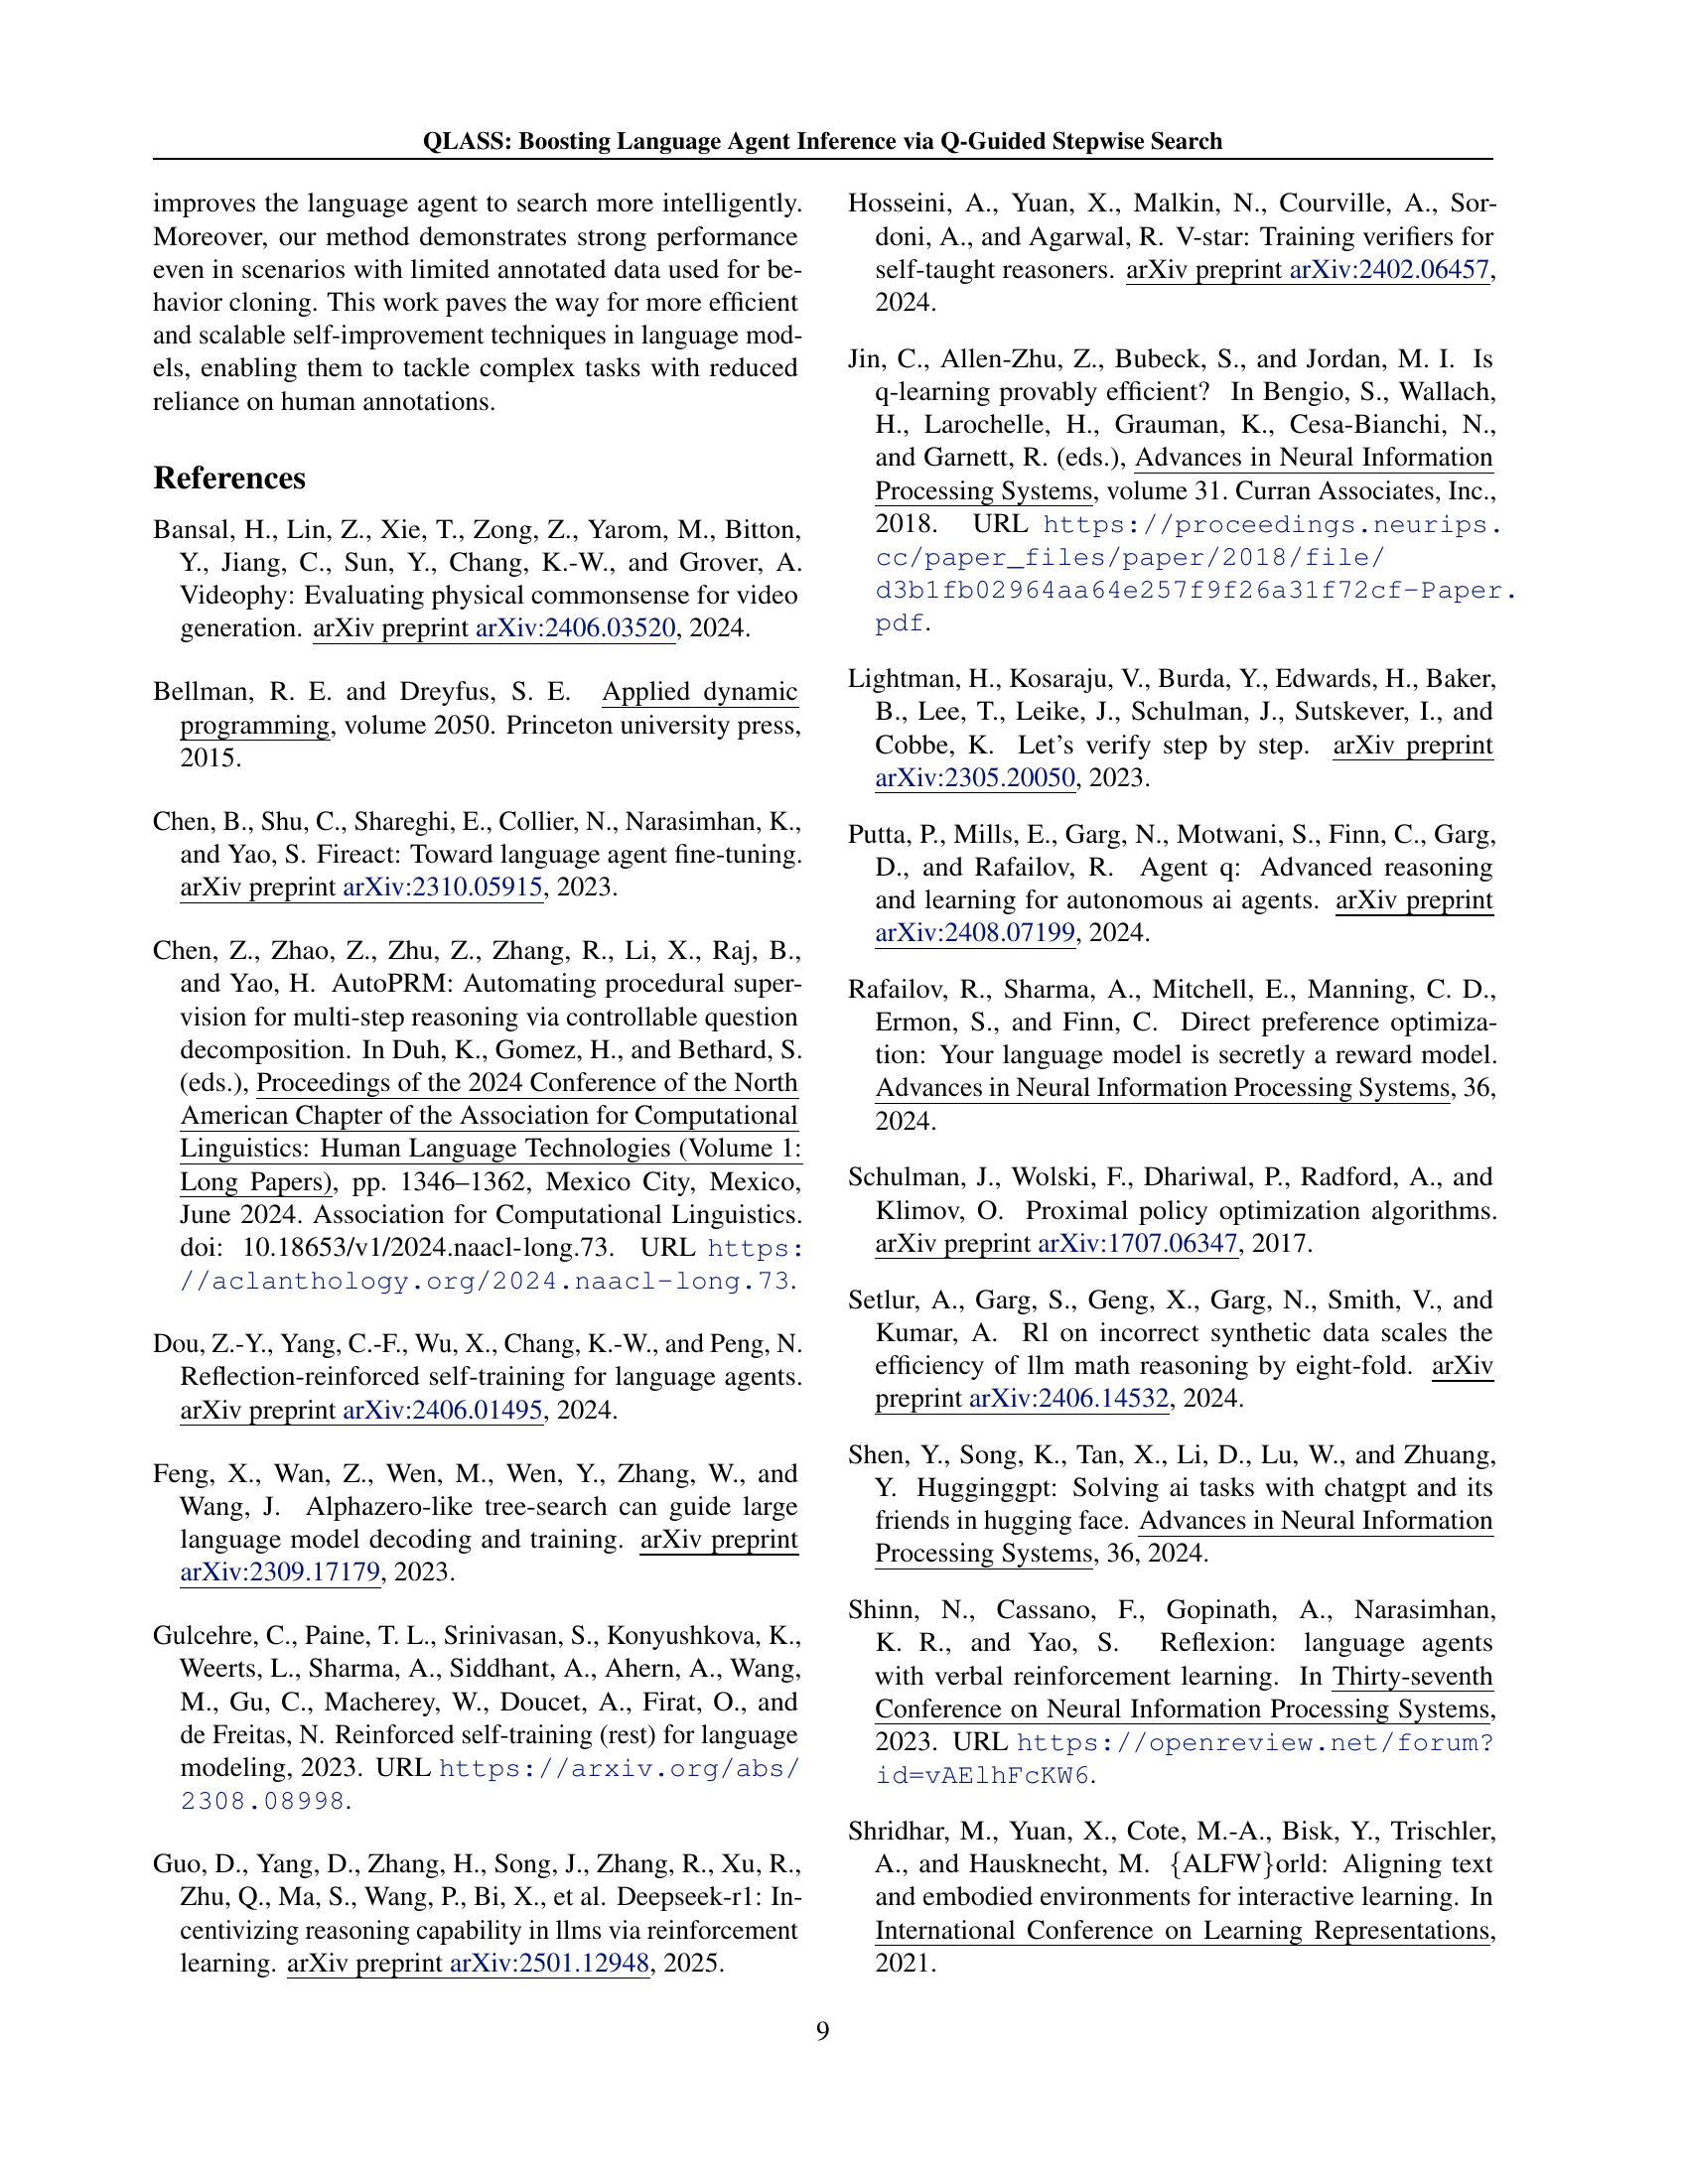 QLASS: Boosting Language Agent Inference via Q-Guided Stepwise Search
improves the language agent to search more intelligently.
Moreover, our method demonstrates strong performance
even in scenarios with limited annotated data used for be-
havior cloning. This work paves the way for more efficient
and scalable self-improvement techniques in language mod-
els, enabling them to tackle complex tasks with reduced
reliance on human annotations.
References
Bansal, H., Lin, Z., Xie, T., Zong, Z., Yarom, M., Bitton,
Y., Jiang, C., Sun, Y., Chang, K.-W., and Grover, A.
Videophy: Evaluating physical commonsense for video
generation. arXiv preprint arXiv:2406.03520, 2024.
Bellman, R. E. and Dreyfus, S. E. Applied dynamic
programming, volume 2050. Princeton university press,
2015.
Chen, B., Shu, C., Shareghi, E., Collier, N., Narasimhan, K.,
and Yao, S. Fireact: Toward language agent fine-tuning.
arXiv preprint arXiv:2310.05915, 2023.
Chen, Z., Zhao, Z., Zhu, Z., Zhang, R., Li, X., Raj, B.,
and Yao, H. AutoPRM: Automating procedural super-
vision for multi-step reasoning via controllable question
decomposition. In Duh, K., Gomez, H., and Bethard, S.
(eds.), Proceedings of the 2024 Conference of the North
American Chapter of the Association for Computational
Linguistics: Human Language Technologies (Volume 1:
Long Papers), pp. 1346–1362, Mexico City, Mexico,
June 2024. Association for Computational Linguistics.
doi: 10.18653/v1/2024.naacl-long.73. URL https:
//aclanthology.org/2024.naacl-long.73.
Dou, Z.-Y., Yang, C.-F., Wu, X., Chang, K.-W., and Peng, N.
Reflection-reinforced self-training for language agents.
arXiv preprint arXiv:2406.01495, 2024.
Feng, X., Wan, Z., Wen, M., Wen, Y., Zhang, W., and
Wang, J. Alphazero-like tree-search can guide large
language model decoding and training. arXiv preprint
arXiv:2309.17179, 2023.
Gulcehre, C., Paine, T. L., Srinivasan, S., Konyushkova, K.,
Weerts, L., Sharma, A., Siddhant, A., Ahern, A., Wang,
M., Gu, C., Macherey, W., Doucet, A., Firat, O., and
de Freitas, N. Reinforced self-training (rest) for language
modeling, 2023. URL https://arxiv.org/abs/
2308.08998.
Guo, D., Yang, D., Zhang, H., Song, J., Zhang, R., Xu, R.,
Zhu, Q., Ma, S., Wang, P., Bi, X., et al. Deepseek-r1: In-
centivizing reasoning capability in llms via reinforcement
learning. arXiv preprint arXiv:2501.12948, 2025.
Hosseini, A., Yuan, X., Malkin, N., Courville, A., Sor-
doni, A., and Agarwal, R. V-star: Training verifiers for
self-taught reasoners. arXiv preprint arXiv:2402.06457,
2024.
Jin, C., Allen-Zhu, Z., Bubeck, S., and Jordan, M. I. Is
q-learning provably efficient? In Bengio, S., Wallach,
H., Larochelle, H., Grauman, K., Cesa-Bianchi, N.,
and Garnett, R. (eds.), Advances in Neural Information
Processing Systems, volume 31. Curran Associates, Inc.,
2018. URL https://proceedings.neurips.
cc/paper_files/paper/2018/file/
d3b1fb02964aa64e257f9f26a31f72cf-Paper.
pdf.
Lightman, H., Kosaraju, V., Burda, Y., Edwards, H., Baker,
B., Lee, T., Leike, J., Schulman, J., Sutskever, I., and
Cobbe, K. Let's verify step by step. arXiv preprint
arXiv:2305.20050, 2023.
Putta, P., Mills, E., Garg, N., Motwani, S., Finn, C., Garg,
D., and Rafailov, R. Agent q: Advanced reasoning
and learning for autonomous ai agents. arXiv preprint
arXiv:2408.07199, 2024.
Rafailov, R., Sharma, A., Mitchell, E., Manning, C. D.,
Ermon, S., and Finn, C. Direct preference optimiza-
tion: Your language model is secretly a reward model.
Advances in Neural Information Processing Systems, 36,
2024.
Schulman, J., Wolski, F., Dhariwal, P., Radford, A., and
Klimov, O. Proximal policy optimization algorithms.
arXiv preprint arXiv:1707.06347, 2017.
Setlur, A., Garg, S., Geng, X., Garg, N., Smith, V., and
Kumar, A. Rl on incorrect synthetic data scales the
efficiency of llm math reasoning by eight-fold. arXiv
preprint arXiv:2406.14532, 2024.
Shen, Y., Song, K., Tan, X., Li, D., Lu, W., and Zhuang,
Y. Hugginggpt: Solving ai tasks with chatgpt and its
friends in hugging face. Advances in Neural Information
Processing Systems, 36, 2024.
Shinn, N., Cassano, F., Gopinath, A., Narasimhan,
K. R., and Yao, S. Reflexion: language agents
with verbal reinforcement learning. In Thirty-seventh
Conference on Neural Information Processing Systems,
2023. URL https://openreview.net/forum?
id=vAElhFcKW6.
Shridhar, M., Yuan, X., Cote, M.-A., Bisk, Y., Trischler,
A., and Hausknecht, M. {ALFW}orld: Aligning text
and embodied environments for interactive learning. In
International Conference on Learning Representations,
2021.
9